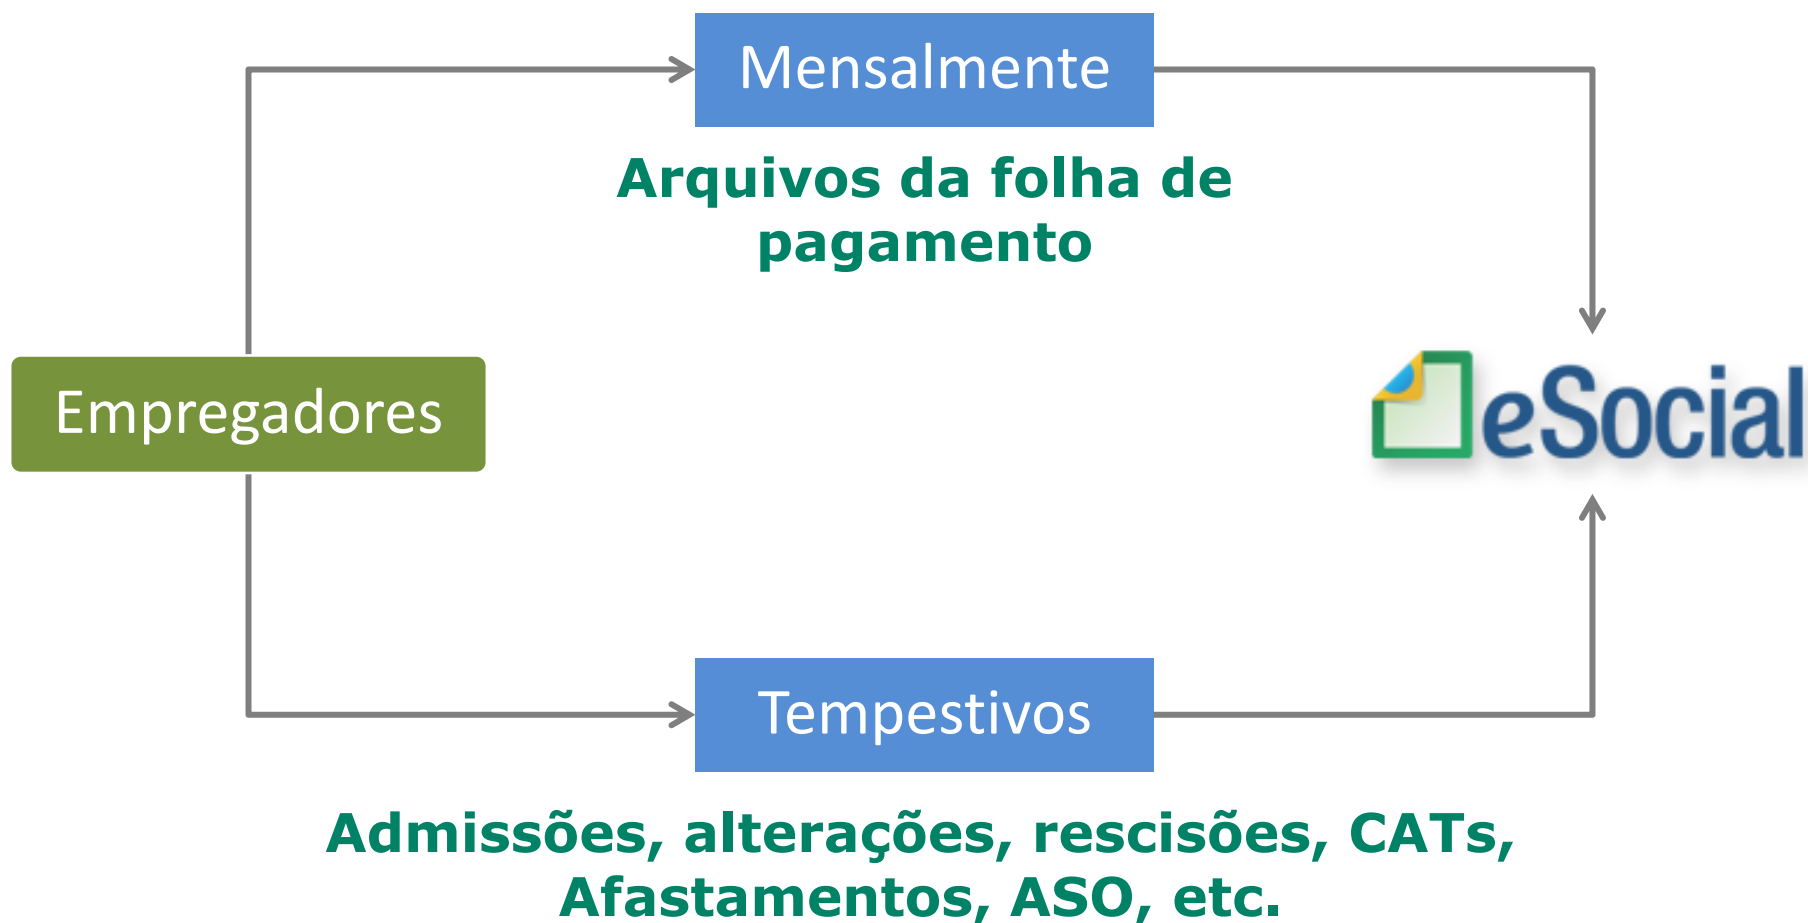 Mensalmente
Arquivos da folha de
pagamento
Empregadores
eSocial
Tempestivos
Admissões, alterações, rescisões, CATs,
Afastamentos, ASO, etc.